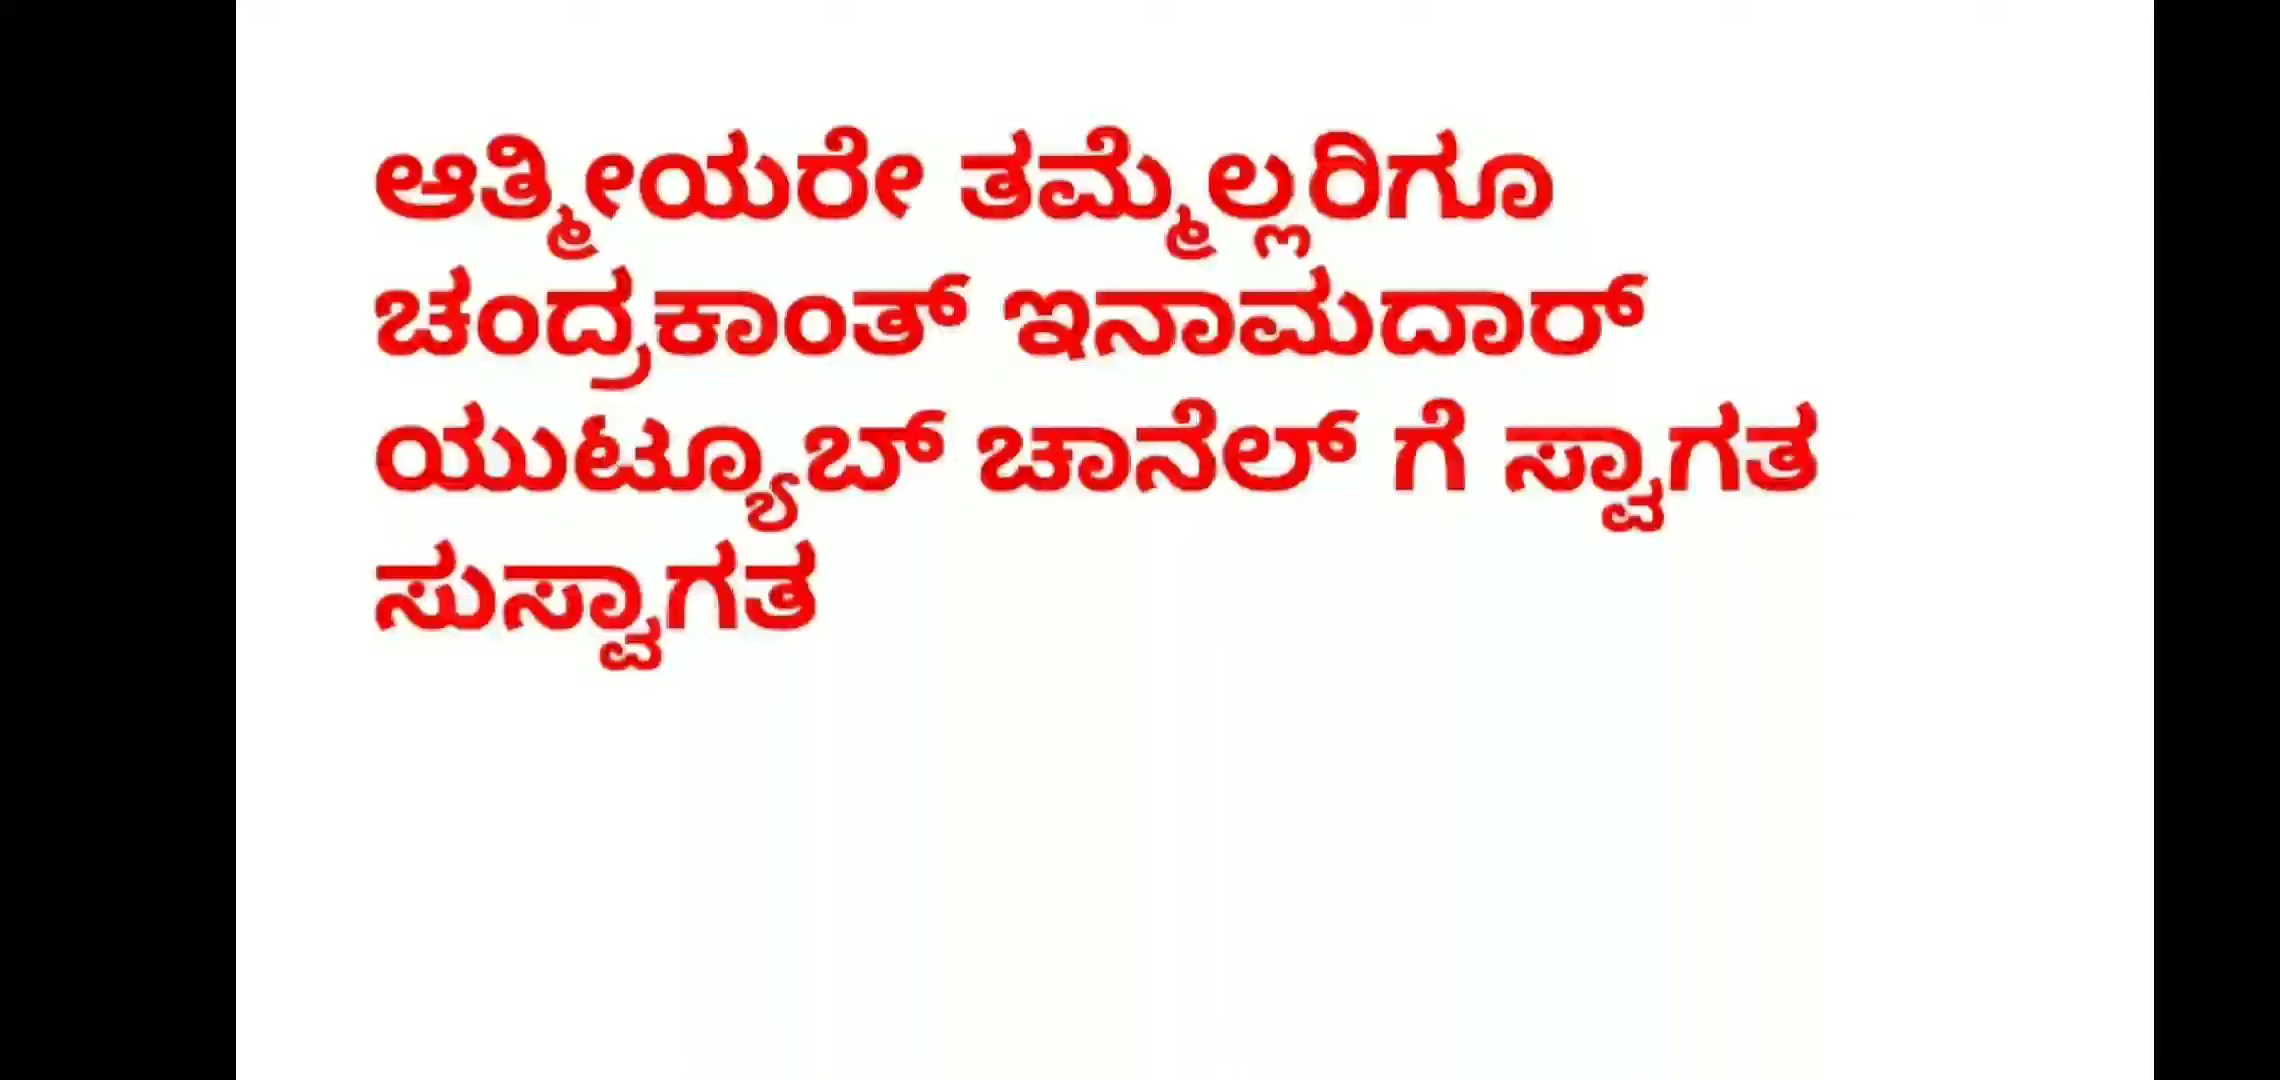 ಆತ್ಮೀಯರೇ ತಮ್ಮೆಲ್ಲರಿಗೂ
ಚಂದ್ರಕಾಂತ್ ಇನಾಮದಾರ್
ಯುಟ್ಯೂಬ್ ಚಾನೆಲ್ ಗೆ ಸ್ವಾಗತ
ಸುಸ್ವಾಗತ